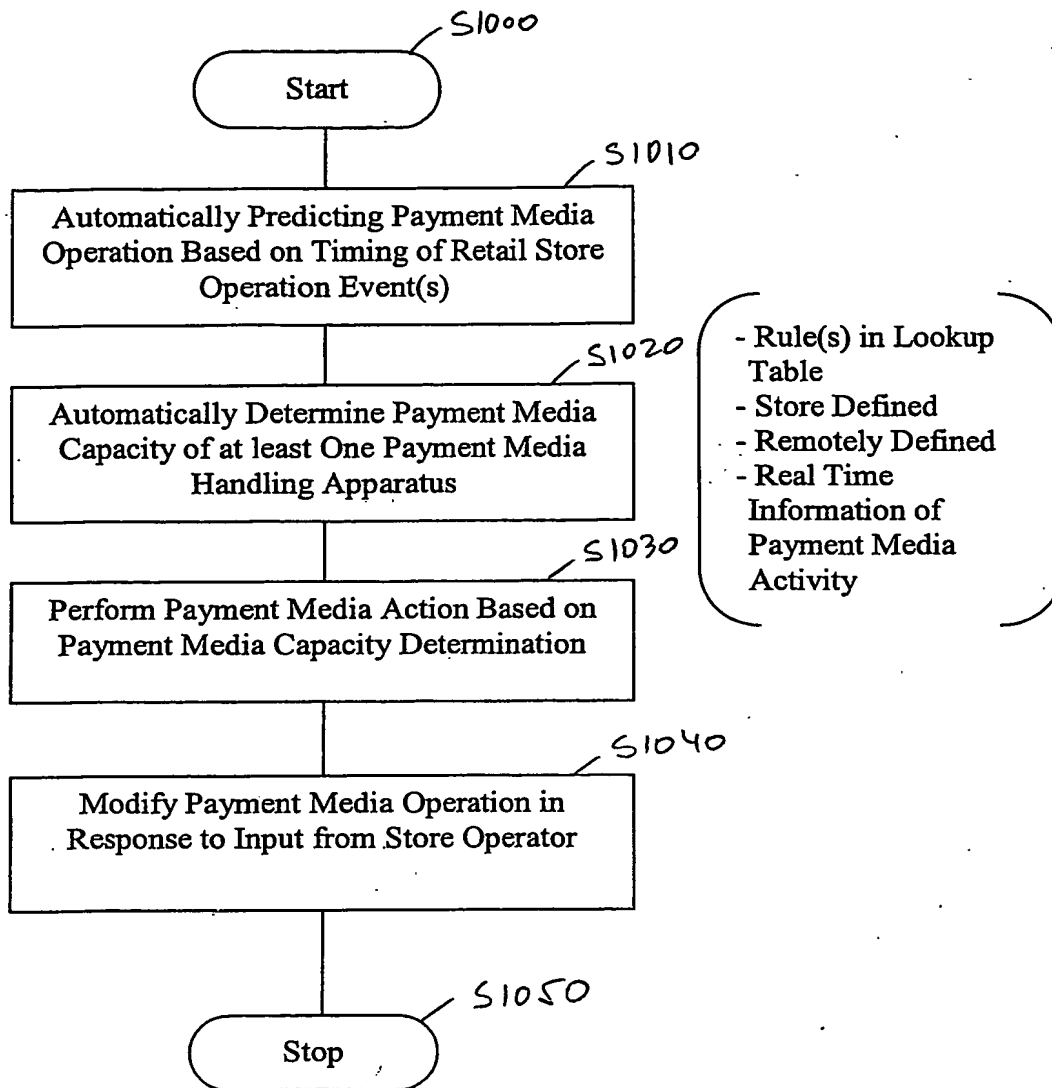 S1000
Start
S1010
Automatically Predicting Payment Media
Operation Based on Timing of Retail Store
Operation Event(s)
S1020
Automatically Determine Payment Media
Capacity of at least One Payment Media
Handling Apparatus
- Rule(s) in Lookup
Table
- Store Defined
- Remotely Defined
- Real Time
Information of
Payment Media
Activity
S1030
Perform Payment Media Action Based on
Payment Media Capacity Determination
S1040
Modify Payment Media Operation in
Response to Input from Store Operator
S1050
Stop